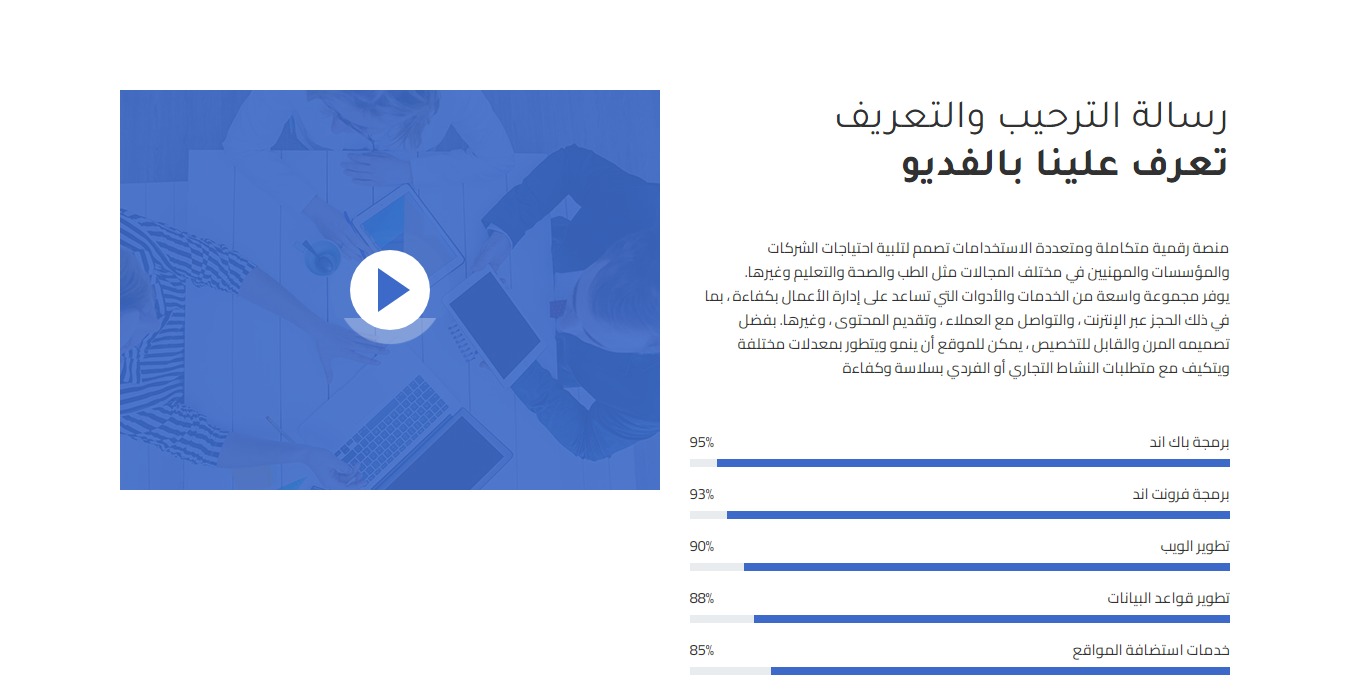 رسالة الترحيب والتعريف
تعرف علينا بالفديو
منصة رقمية متكاملة ومتعددة الاستخدامات تصمم لتلبية احتياجات الشركات
والمؤسسات والمهنيين في مختلف المجالات مثل الطب والصحة والتعليم وغيرها.
يوفر مجموعة واسعة من الخدمات والأدوات التي تساعد على إدارة الأعمال بكفاءة ، بما
في ذلك الحجز عبر الإنترنت ، والتواصل مع العملاء ، وتقديم المحتوى ، وغيرها. بفضل
تصميمه المرن والقابل للتخصيص ، يمكن للموقع أن ينمو ويتطور بمعدلات مختلفة
ويتكيف مع متطلبات النشاط التجاري أو الفردي بسلاسة وكفاءة
برمجة باك اند 95%
برمجة فرونت اند 93%
تطوير الويب 90%
تطوير قواعد البيانات 88%
خدمات استضافة المواقع 85%